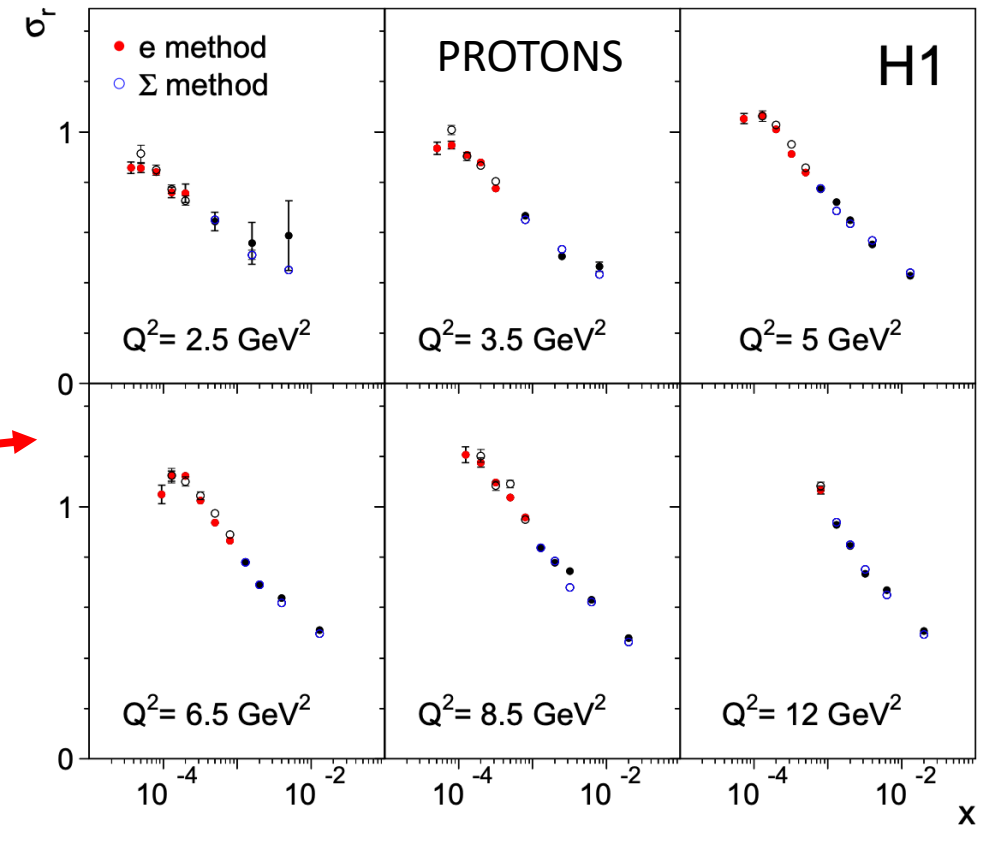 σr
e method
Σ method
PROTONS
H1
1
Q²= 2.5 GeV²
Q²= 3.5 GeV²
Q²= 5 GeV²
0
1
Q²= 6.5 GeV²
Q²= 8.5 GeV²
Q²= 12 GeV²
0
10⁻⁴ 10⁻² 10⁻⁴ 10⁻² 10⁻⁴ 10⁻²
x